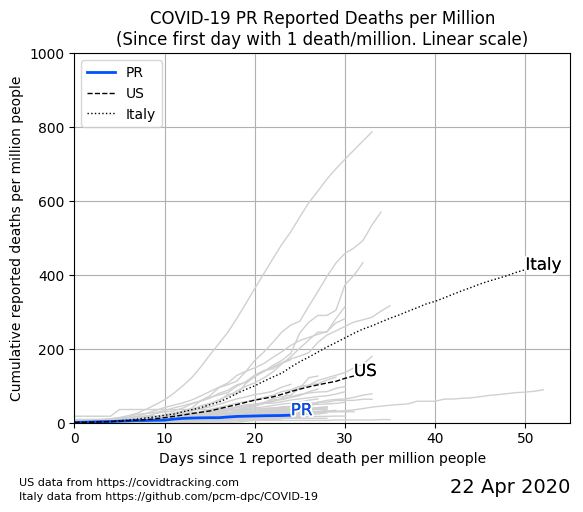 COVID-19 PR Reported Deaths per Million
(Since first day with 1 death/million. Linear scale)
Cumulative reported deaths per million people
1000
800
600
400
200
0
PR
US
Italy
Italy
US
PR
0 10 20 30 40 50
Days since 1 reported death per million people
US data from https://covidtracking.com
Italy data from https://github.com/pcm-dpc/COVID-19
22 Apr 2020